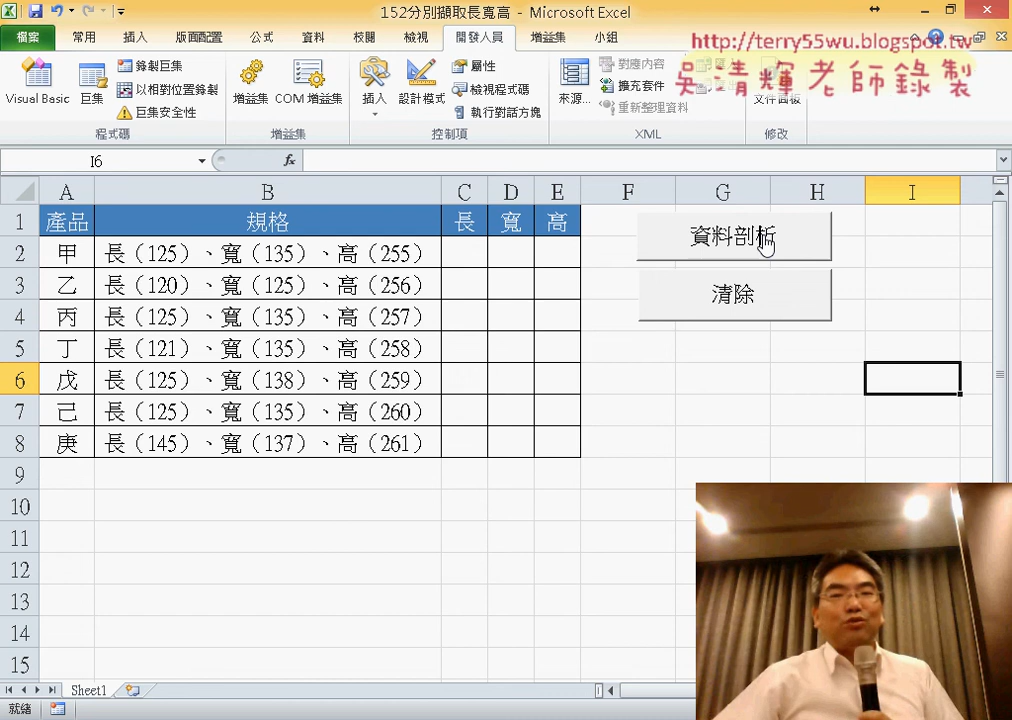 152分別擷取長寬高 - Microsoft Excel
檔案 常用 插入 版面配置 公式 資料 校閱 檢視 開發人員 增益集 小組
http://terry55wu.blogspot.tw
吳清輝老師錄製
Visual Basic 巨集 錄製巨集 以相對位置錄製 巨集安全性
增益集 COM 增益集
插入 設計模式 屬性 檢視程式碼 執行對話方塊
來源... 對應內容 擴充套件 重新整理資料
文件面板
程式碼 增益集 控制項 XML 修改
I6 fx
A B C D E F G H I
1 產品 規格 長 寬 高
資料剖析
2 甲 長（125）、寬（135）、高（255）
3 乙 長（120）、寬（125）、高（256）
清除
4 丙 長（125）、寬（135）、高（257）
5 丁 長（121）、寬（135）、高（258）
6 戊 長（125）、寬（138）、高（259）
7 己 長（125）、寬（135）、高（260）
8 庚 長（145）、寬（137）、高（261）
9
10
11
12
13
14
15
Sheet1
就緒